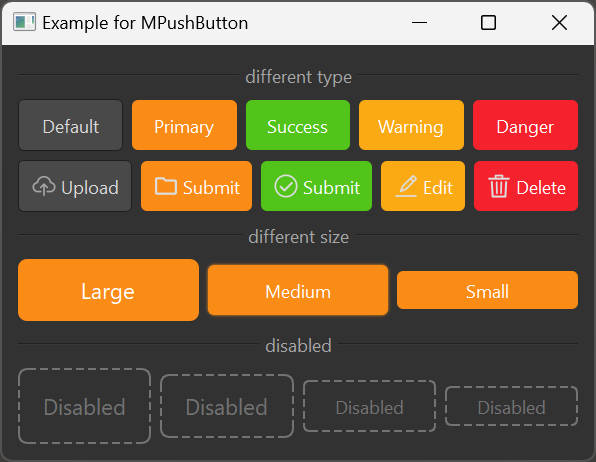 Example for MPushButton
different type
Default Primary Success Warning Danger
Upload Submit Submit Edit Delete
different size
Large Medium Small
disabled
Disabled Disabled Disabled Disabled